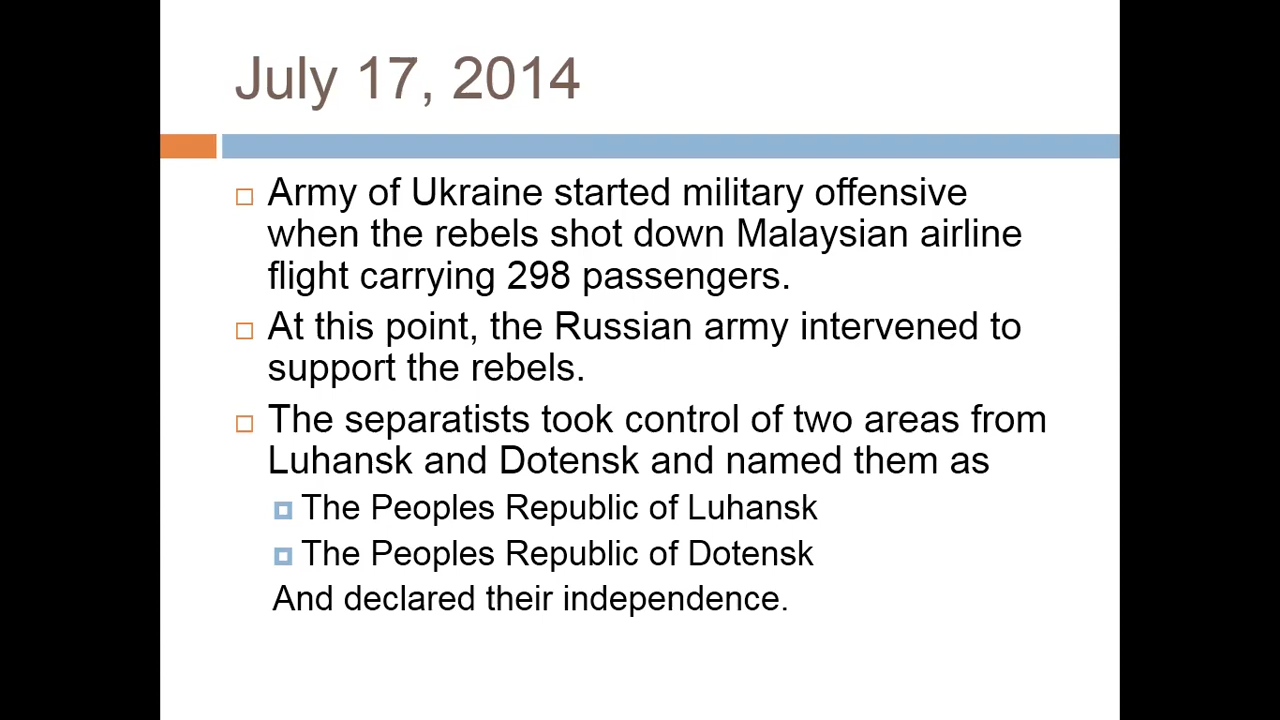 July 17, 2014
Army of Ukraine started military offensive
when the rebels shot down Malaysian airline
flight carrying 298 passengers.
At this point, the Russian army intervened to
support the rebels.
The separatists took control of two areas from
Luhansk and Dotensk and named them as
The Peoples Republic of Luhansk
The Peoples Republic of Dotensk
And declared their independence.